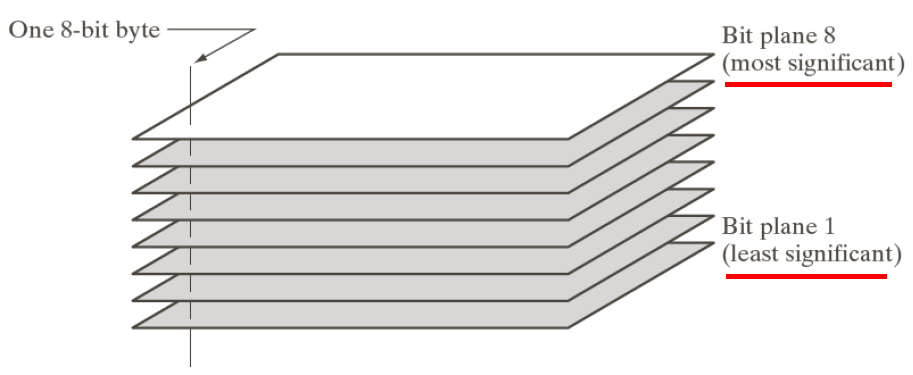 One 8-bit byte
Bit plane 8
(most significant)
Bit plane 1
(least significant)